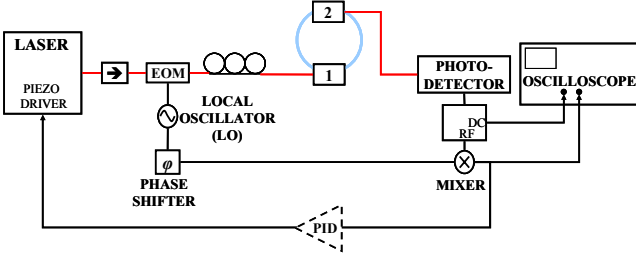 LASER
PIEZO
DRIVER
EOM
LOCAL
OSCILLATOR
(LO)
φ
PHASE
SHIFTER
2
1
PHOTO-
DETECTOR
DC
RF
MIXER
OSCILLOSCOPE
PID